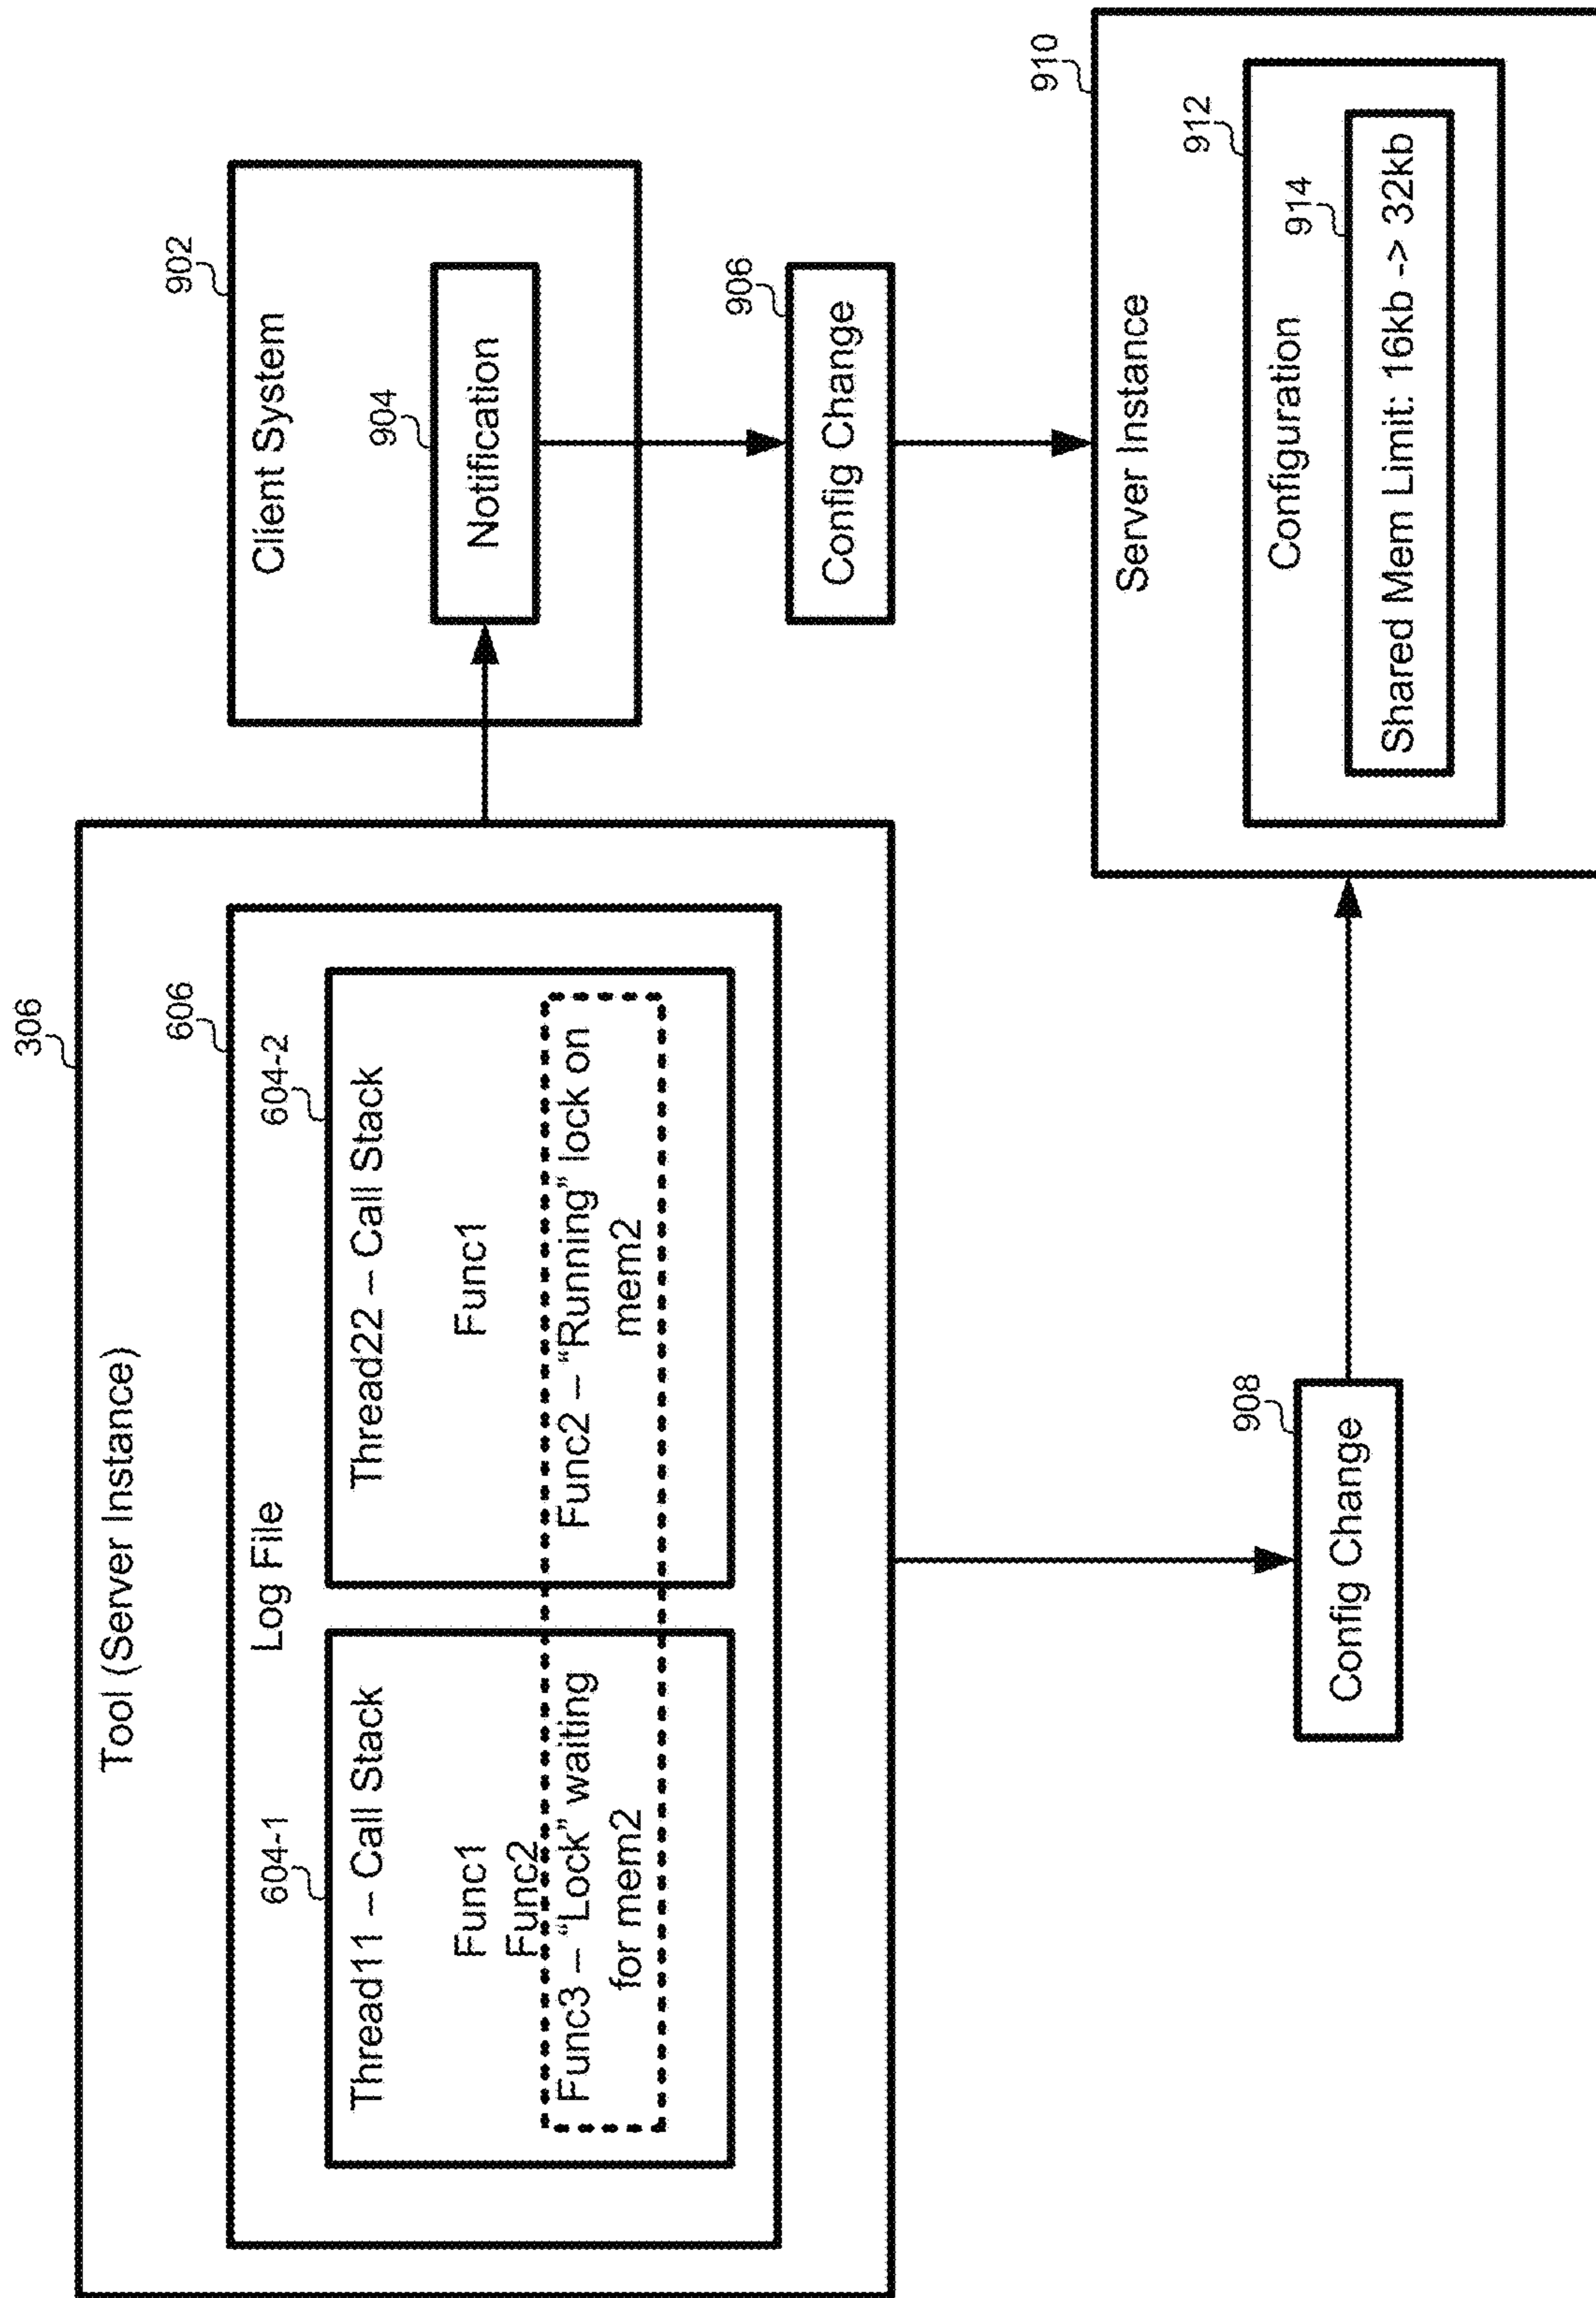 306
Tool (Server Instance)
606
Log File
604-1
Thread11 – Call Stack
Func1
Func2
Func3 – “Lock” waiting
for mem2
604-2
Thread22 – Call Stack
Func1
Func2 – “Running” lock on
mem2
902
Client System
904
Notification
906
Config Change
908
Config Change
910
Server Instance
912
Configuration
914
Shared Mem Limit: 16kb -> 32kb